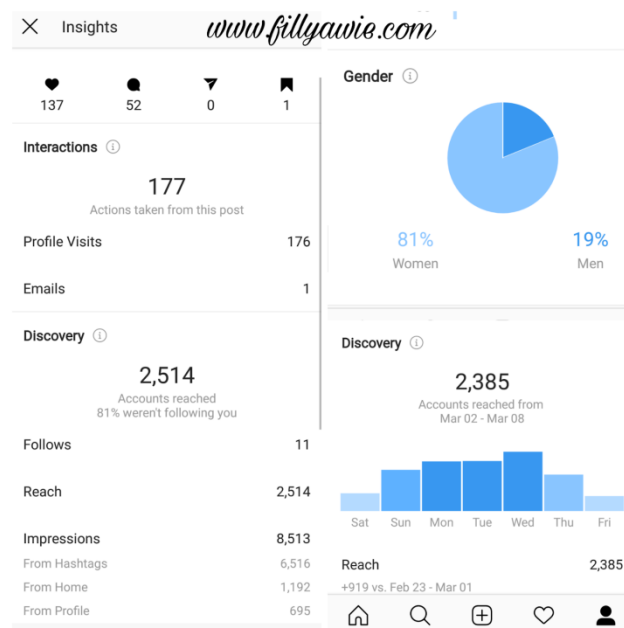 Insights
www.fillyawie.com
137 52 0 1
Interactions
177
Actions taken from this post
Profile Visits 176
Emails 1
Discovery
2,514
Accounts reached
81% weren't following you
Follows 11
Reach 2,514
Impressions 8,513
From Hashtags 6,516
From Home 1,192
From Profile 695
Gender
81% 19%
Women Men
Discovery
2,385
Accounts reached from
Mar 02 - Mar 08
Sat Sun Mon Tue Wed Thu Fri
Reach 2,385
+919 vs. Feb 23 - Mar 01